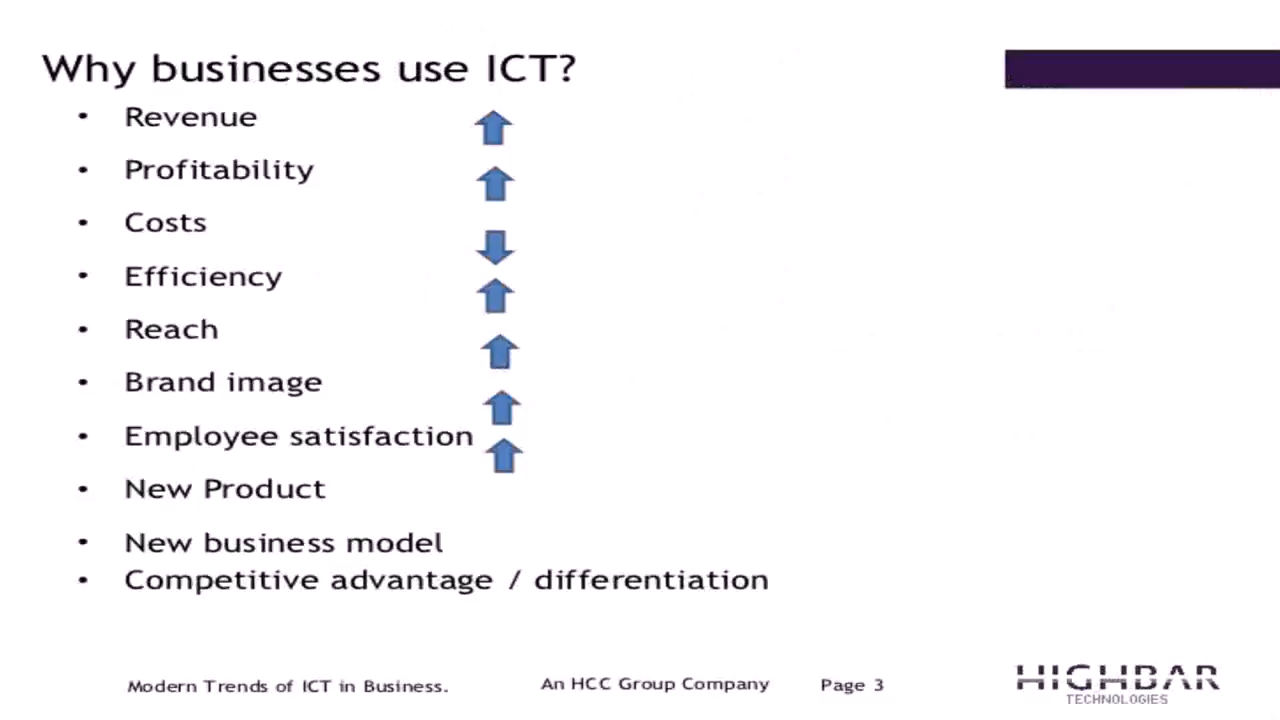 Why businesses use ICT?
• Revenue
• Profitability
• Costs
• Efficiency
• Reach
• Brand image
• Employee satisfaction
• New Product
• New business model
• Competitive advantage / differentiation
Modern Trends of ICT in Business.
An HCC Group Company
Page 3
HIGHBAR
TECHNOLOGIES